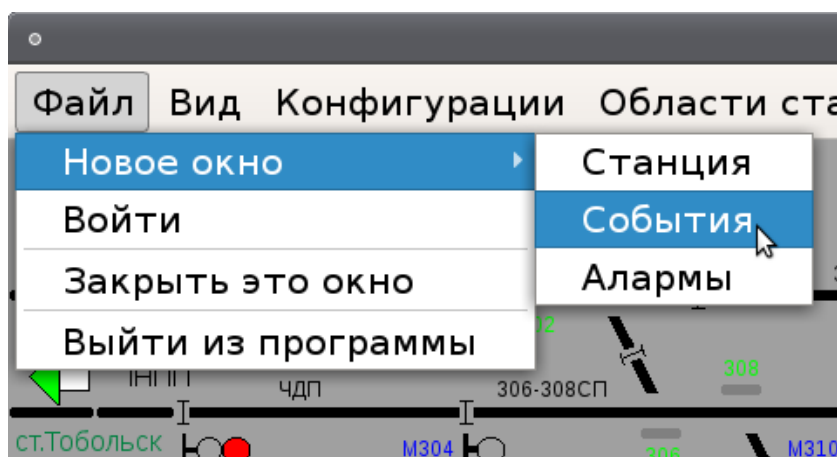 Файл Вид Конфигурации Области ста
Новое окно Станция
Войти События
Закрыть это окно Алармы
Выйти из программы
308
ЧДП 306-308СП
ст.Тобольск М304 306 М310